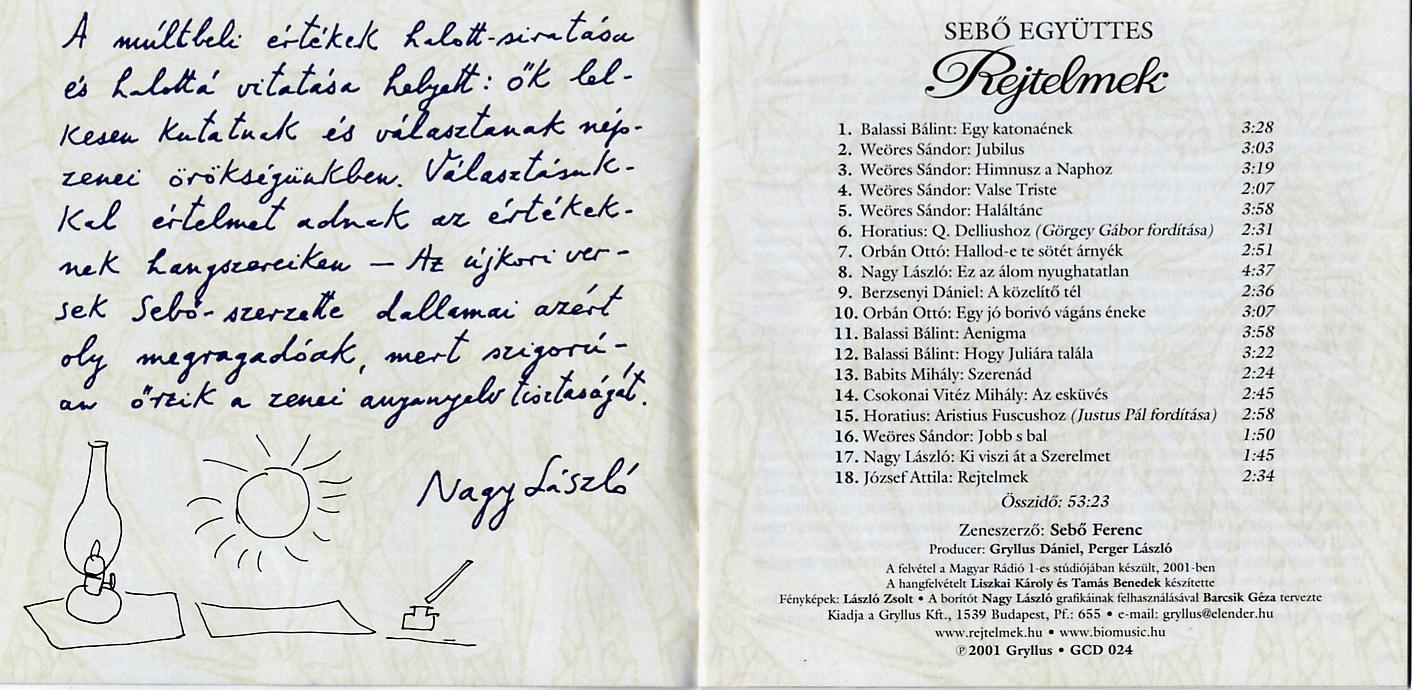 A múltbeli értékek halott-siratása
és halottá vitatása helyett: ők lel-
kesen kutatnak és választanak nép-
zenei örökségünkben. Választásuk-
kal értelmet adnak az értékek-
nek hangszereiken – Az újkori ver-
sek Sebő-szerzette dallamai azért
oly megragadóak, mert szigorú-
an őrzik a zenei anyanyelv tisztaságát.
Nagy László
SEBŐ EGYÜTTES
Rejtelmek
1. Balassi Bálint: Egy katonaének 3:28
2. Weöres Sándor: Jubilus 3:03
3. Weöres Sándor: Himnusz a Naphoz 3:19
4. Weöres Sándor: Valse Triste 2:07
5. Weöres Sándor: Haláltánc 3:58
6. Horatius: Q. Delliushoz (Görgey Gábor fordítása) 2:31
7. Orbán Ottó: Hallod-e te sötét árnyék 2:51
8. Nagy László: Ez az álom nyughatatlan 4:37
9. Berzsenyi Dániel: A közelítő tél 2:36
10. Orbán Ottó: Egy jó borivó vágáns éneke 3:07
11. Balassi Bálint: Aenigma 3:58
12. Balassi Bálint: Hogy Juliára talála 3:22
13. Babits Mihály: Szerenád 2:24
14. Csokonai Vitéz Mihály: Az esküvés 2:45
15. Horatius: Aristius Fuscushoz (Justus Pál fordítása) 2:58
16. Weöres Sándor: Jobb s bal 1:50
17. Nagy László: Ki viszi át a Szerelmet 1:45
18. József Attila: Rejtelmek 2:34
Összidő: 53:23
Zeneszerző: Sebő Ferenc
Producer: Gryllus Dániel, Perger László
A felvétel a Magyar Rádió 1-es stúdiójában készült, 2001-ben
A hangfelvételt Liszkai Károly és Tamás Benedek készítette
Fényképek: László Zsolt • A borítót Nagy László grafikáinak felhasználásával Barcsik Géza tervezte
Kiadja a Gryllus Kft., 1539 Budapest, Pf.: 655 • e-mail: gryllus@elender.hu
www.rejtelmek.hu • www.biomusic.hu
℗2001 Gryllus • GCD 024